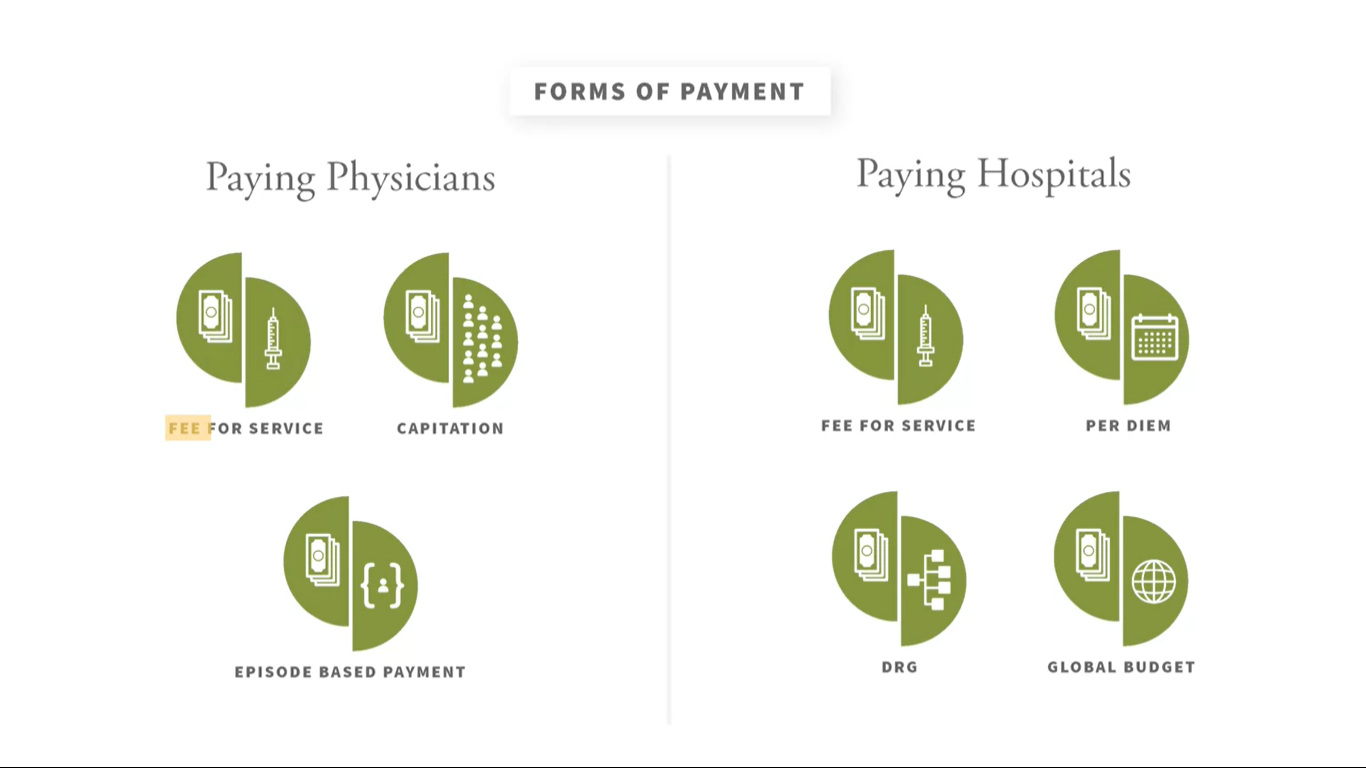 FORMS OF PAYMENT
Paying Physicians
FEE FOR SERVICE
CAPITATION
EPISODE BASED PAYMENT
Paying Hospitals
FEE FOR SERVICE
PER DIEM
DRG
GLOBAL BUDGET